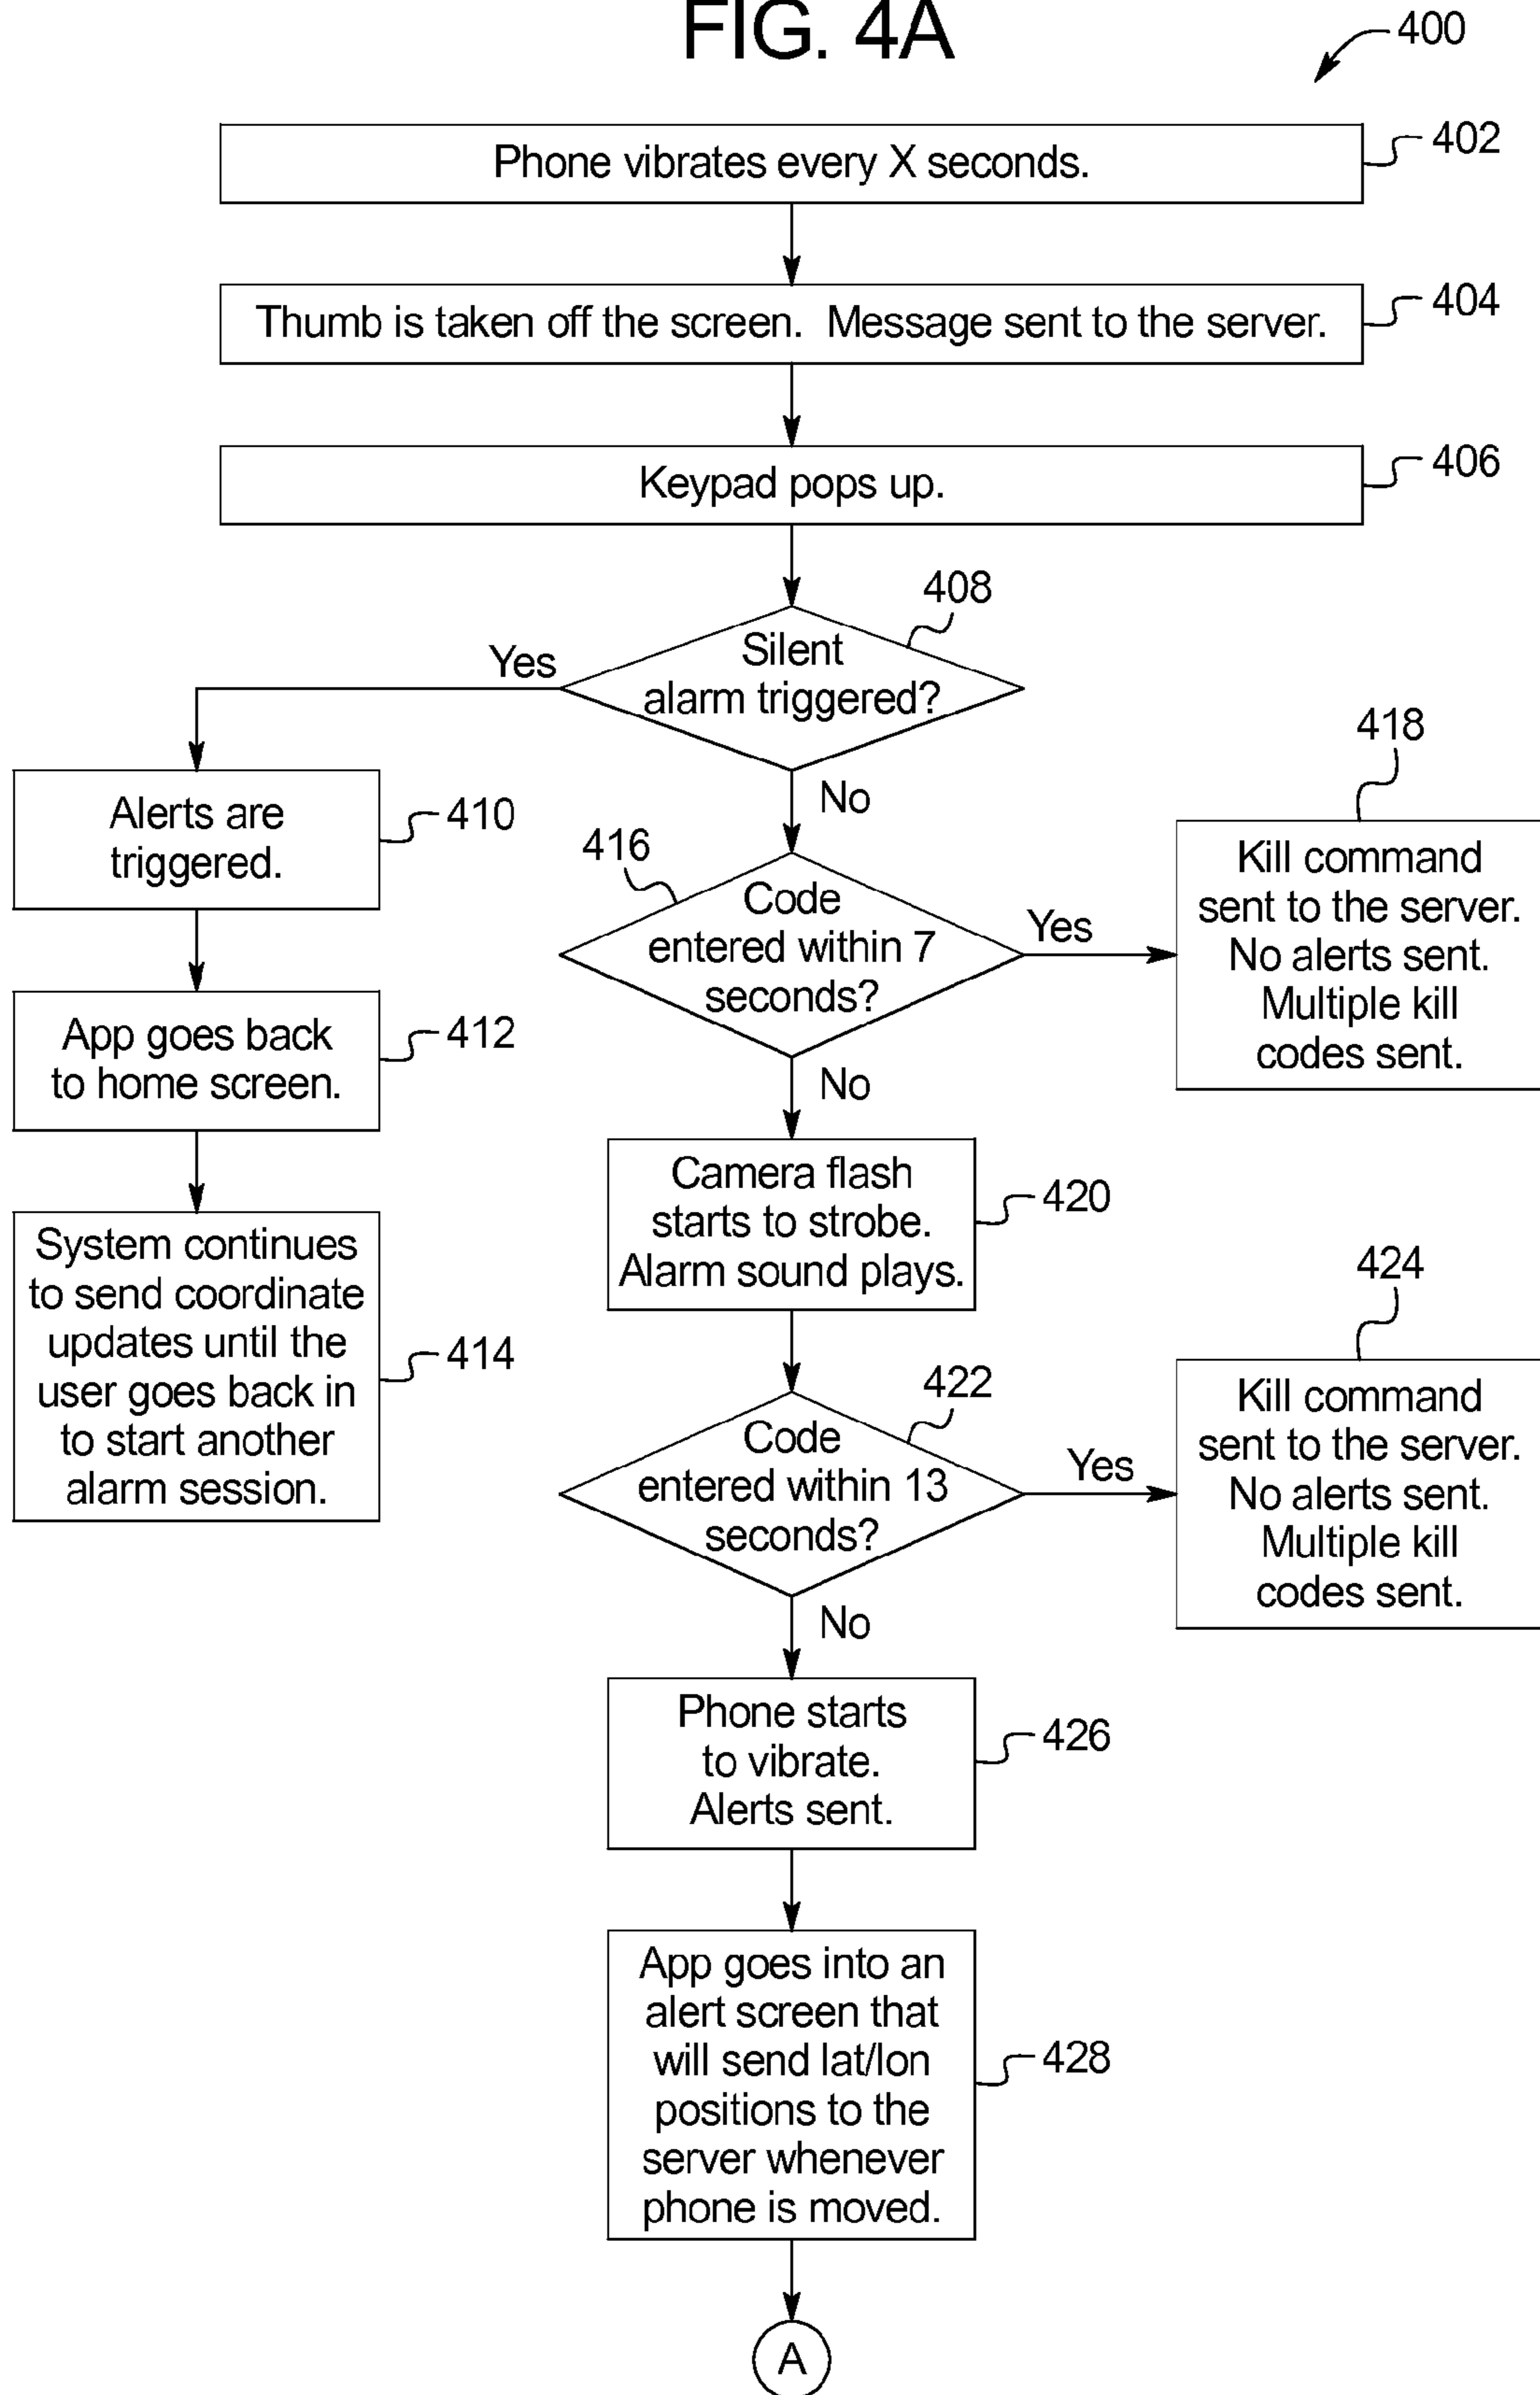 FIG. 4A
400
Phone vibrates every X seconds.
402
Thumb is taken off the screen. Message sent to the server.
404
Keypad pops up.
406
408
Silent
alarm triggered?
Yes
No
Alerts are
triggered.
410
App goes back
to home screen.
412
System continues
to send coordinate
updates until the
user goes back in
to start another
alarm session.
414
416
Code
entered within 7
seconds?
Yes
No
418
Kill command
sent to the server.
No alerts sent.
Multiple kill
codes sent.
Camera flash
starts to strobe.
Alarm sound plays.
420
422
Code
entered within 13
seconds?
Yes
No
424
Kill command
sent to the server.
No alerts sent.
Multiple kill
codes sent.
Phone starts
to vibrate.
Alerts sent.
426
App goes into an
alert screen that
will send lat/lon
positions to the
server whenever
phone is moved.
428
A